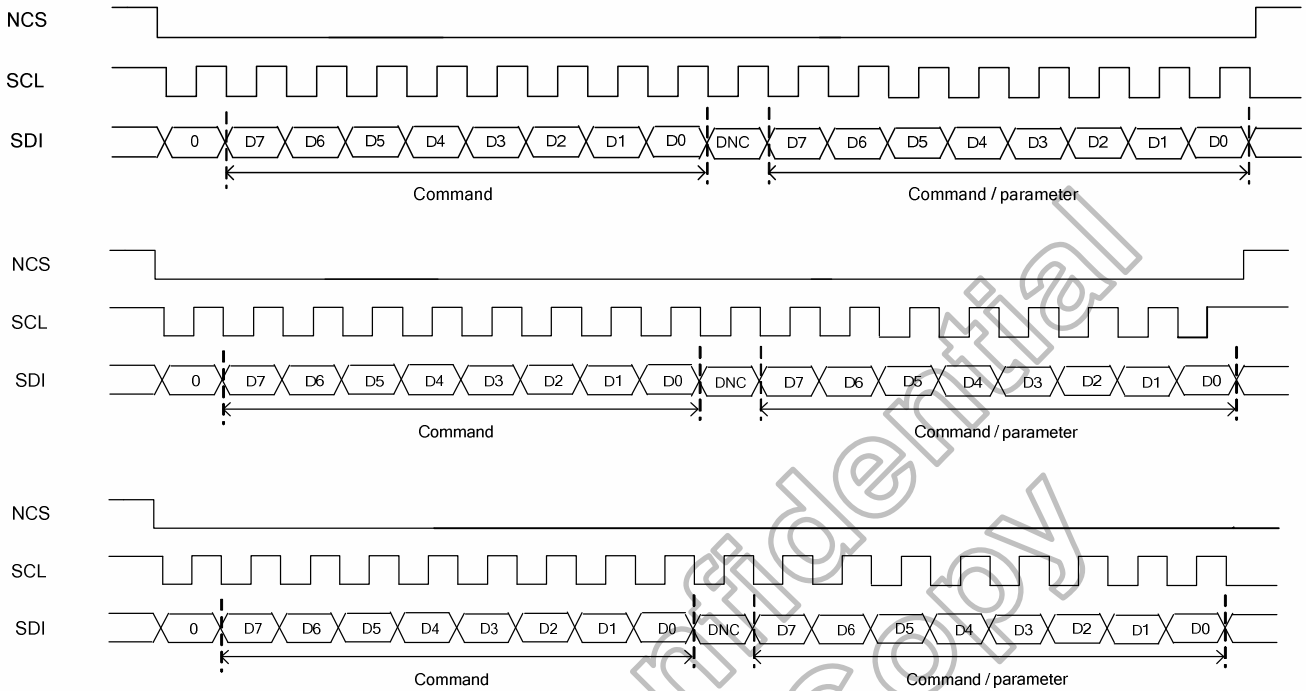 NCS
SCL
SDI 0 D7 D6 D5 D4 D3 D2 D1 D0 DNC D7 D6 D5 D4 D3 D2 D1 D0
Command Command / parameter
NCS
SCL
SDI 0 D7 D6 D5 D4 D3 D2 D1 D0 DNC D7 D6 D5 D4 D3 D2 D1 D0
Command Command / parameter
NCS
SCL
SDI 0 D7 D6 D5 D4 D3 D2 D1 D0 DNC D7 D6 D5 D4 D3 D2 D1 D0
Command Command / parameter